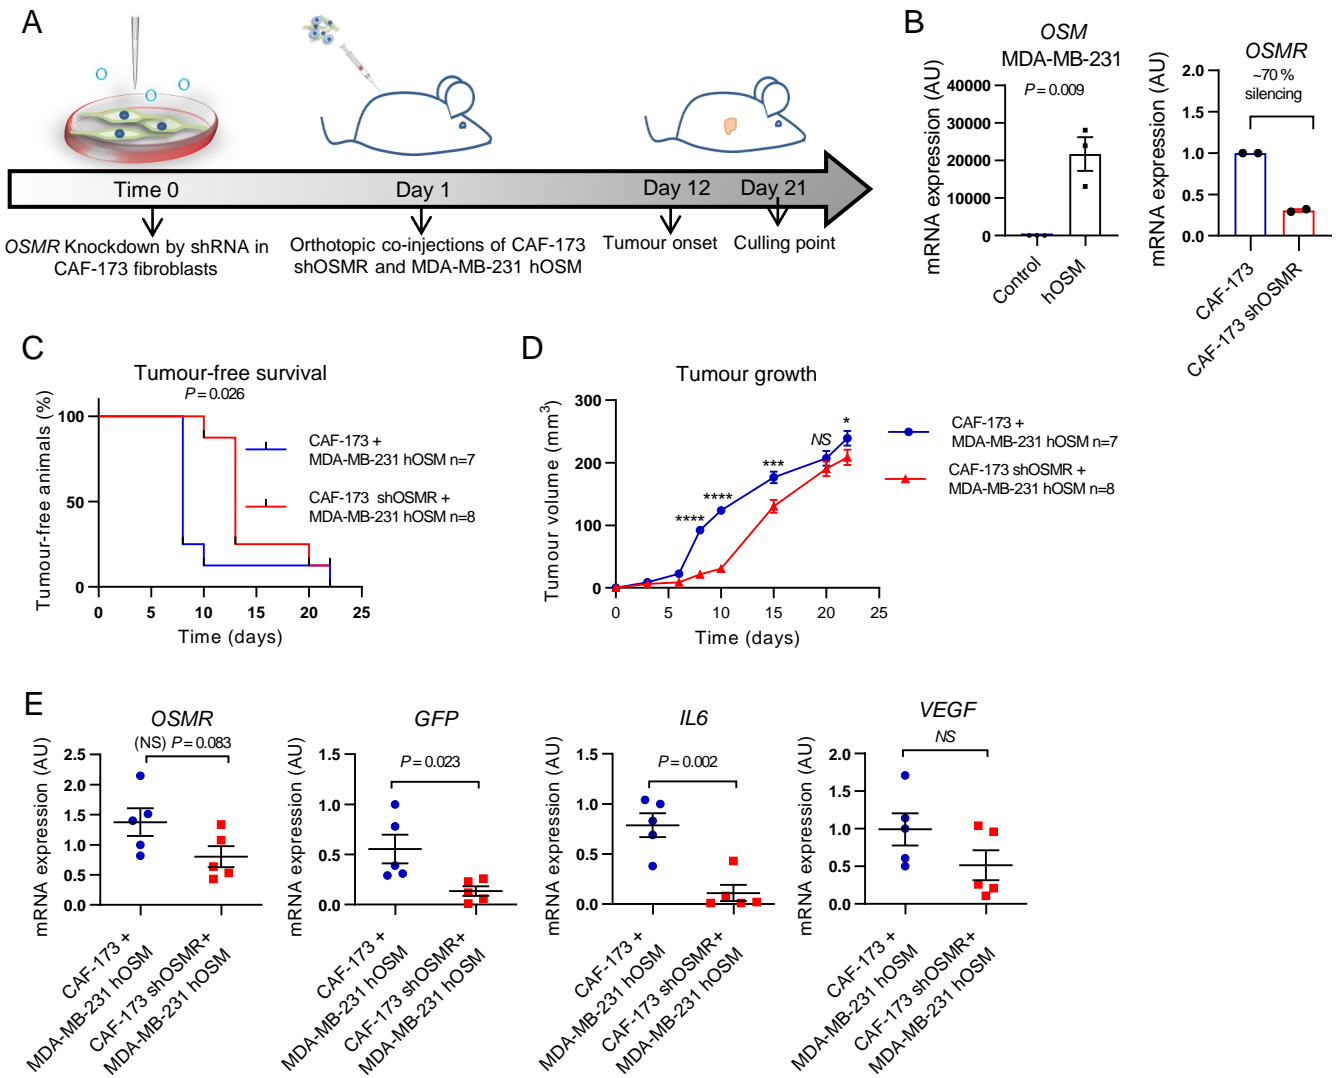 A
Time 0
Day 1
Day 12
Day 21
OSMR Knockdown by shRNA in
CAF-173 fibroblasts
Orthotopic co-injections of CAF-173
shOSMR and MDA-MB-231 hOSM
Tumour onset
Culling point
B
OSM
MDA-MB-231
P = 0.009
mRNA expression (AU)
40000
30000
20000
10000
0
Control
hOSM
OSMR
~70 %
silencing
mRNA expression (AU)
2.0
1.5
1.0
0.5
0.0
CAF-173
CAF-173 shOSMR
C
Tumour-free survival
P = 0.026
Tumour-free animals (%)
100
50
0
0 5 10 15 20 25
Time (days)
CAF-173 +
MDA-MB-231 hOSM n=7
CAF-173 shOSMR +
MDA-MB-231 hOSM n=8
D
Tumour growth
Tumour volume (mm³)
300
200
100
0
0 5 10 15 20 25
Time (days)
****
****
***
NS
*
CAF-173 +
MDA-MB-231 hOSM n=7
CAF-173 shOSMR +
MDA-MB-231 hOSM n=8
E
OSMR
(NS) P = 0.083
mRNA expression (AU)
2.5
2.0
1.5
1.0
0.5
0.0
CAF-173 +
MDA-MB-231 hOSM
CAF-173 shOSMR+
MDA-MB-231 hOSM
GFP
P = 0.023
mRNA expression (AU)
1.5
1.0
0.5
0.0
CAF-173 +
MDA-MB-231 hOSM
CAF-173 shOSMR+
MDA-MB-231 hOSM
IL6
P = 0.002
mRNA expression (AU)
1.5
1.0
0.5
0.0
CAF-173 +
MDA-MB-231 hOSM
CAF-173 shOSMR+
MDA-MB-231 hOSM
VEGF
NS
mRNA expression (AU)
2.0
1.5
1.0
0.5
0.0
CAF-173 +
MDA-MB-231 hOSM
CAF-173 shOSMR+
MDA-MB-231 hOSM